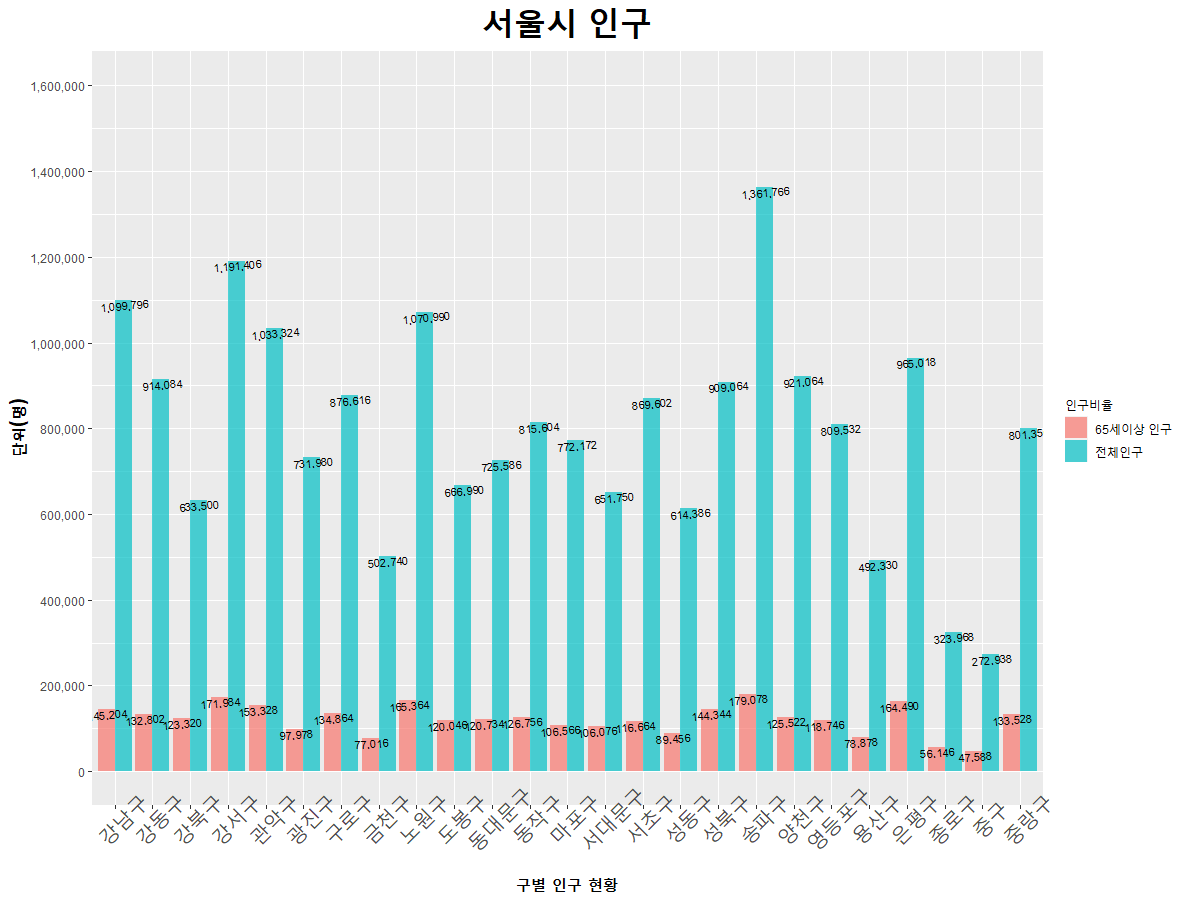 서울시 인구
단위(명)
1,600,000
1,400,000
1,200,000
1,000,000
800,000
600,000
400,000
200,000
0
1,099,796
914,084
633,500
1,191,406
1,033,324
731,980
876,616
502,740
1,070,990
666,990
725,586
815,604
772,172
651,750
869,602
614,386
909,064
1,361,766
921,064
809,532
492,330
965,018
323,968
272,938
801,35
45,204
132,802
123,320
171,984
153,328
97,978
134,864
77,016
165,364
120,046
120,734
126,756
106,566
106,076
116,664
89,456
144,344
179,078
125,522
118,746
78,878
164,490
56,146
47,588
133,528
강남구
강동구
강북구
강서구
관악구
광진구
구로구
금천구
노원구
도봉구
동대문구
동작구
마포구
서대문구
서초구
성동구
성북구
송파구
양천구
영등포구
용산구
은평구
종로구
중구
중랑구
구별 인구 현황
인구비율
65세이상 인구
전체인구